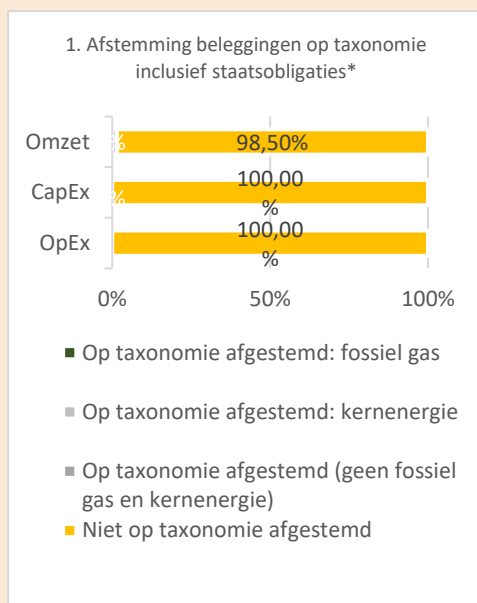 1. Afstemming beleggingen op taxonomie
inclusief staatsobligaties*
Omzet
%
98,50%
CapEx
%
100,00
%
OpEx
100,00
%
0%
50%
100%
Op taxonomie afgestemd: fossiel gas
Op taxonomie afgestemd: kernenergie
Op taxonomie afgestemd (geen fossiel
gas en kernenergie)
Niet op taxonomie afgestemd